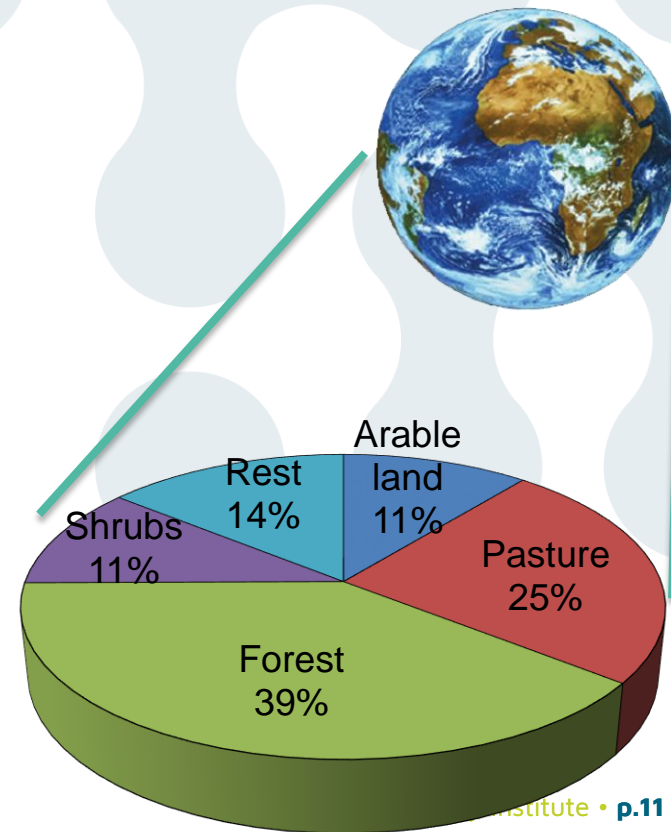 Arable
land
11%
Rest
14%
Shrubs
11%
Pasture
25%
Forest
39%
• p.11